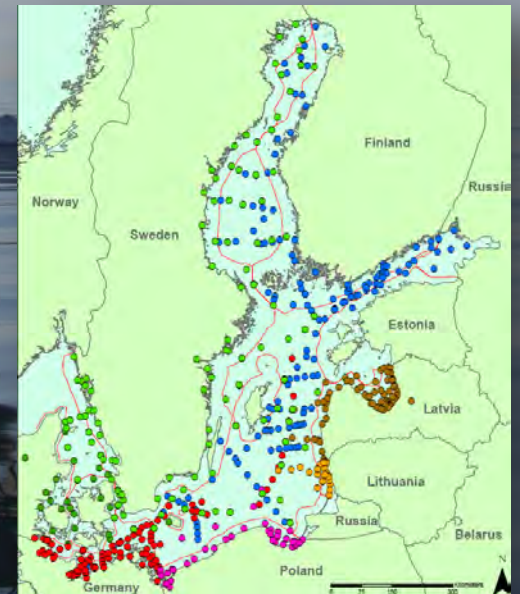 Finland
Russia
Norway
Sweden
Estonia
Latvia
Lithuania
Russia
Belarus
N
Poland
Germany